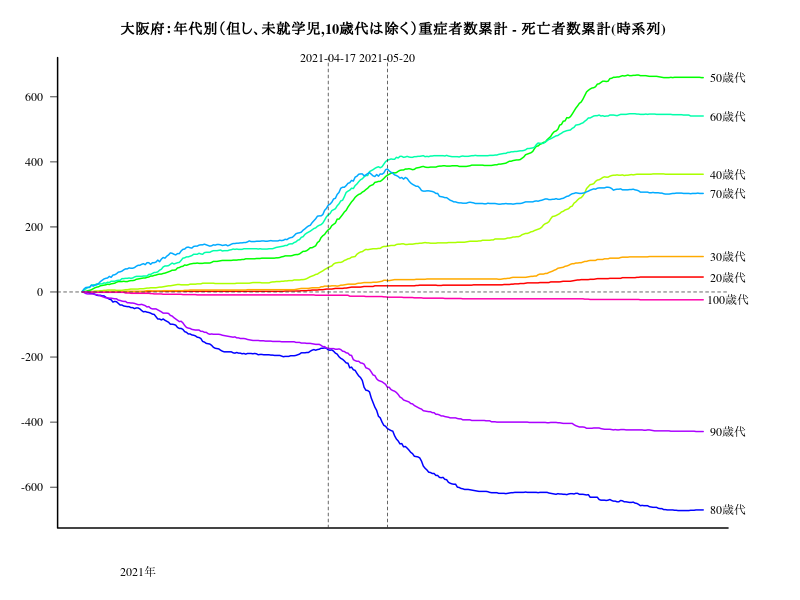 大阪府：年代別（但し、未就学児,10歳代は除く）重症者数累計 - 死亡者数累計(時系列)
2021-04-17 2021-05-20
600
400
200
0
-200
-400
-600
50歳代
60歳代
40歳代
70歳代
30歳代
20歳代
100歳代
90歳代
80歳代
2021年